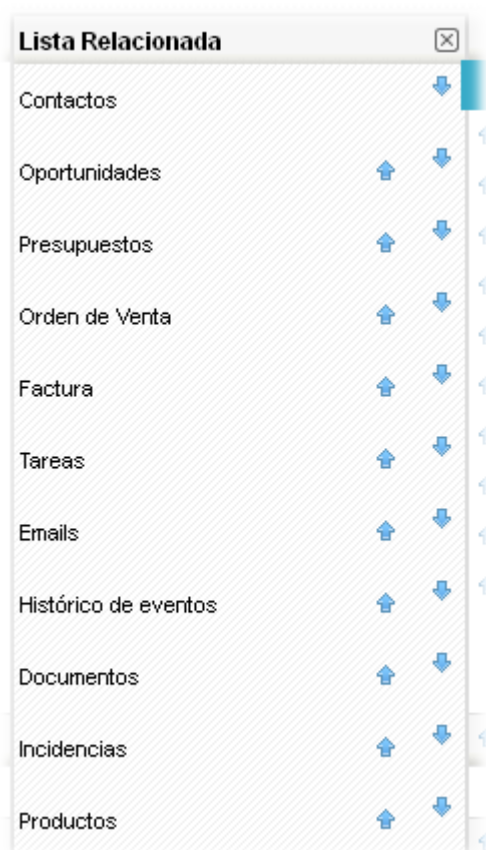 Lista Relacionada
Contactos
Oportunidades
Presupuestos
Orden de Venta
Factura
Tareas
Emails
Histórico de eventos
Documentos
Incidencias
Productos